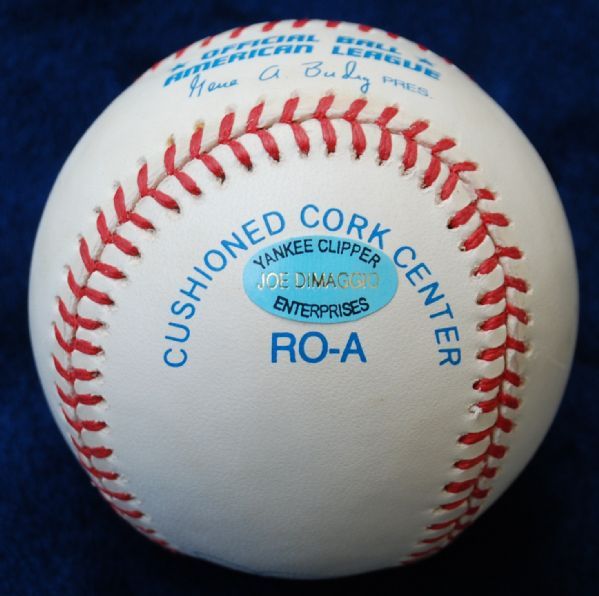 ★ OFFICIAL BALL ★
AMERICAN LEAGUE
Gene A Budig PRES.
CUSHIONED CORK CENTER
YANKEE CLIPPER
JOE DIMAGGIO
ENTERPRISES
RO-A